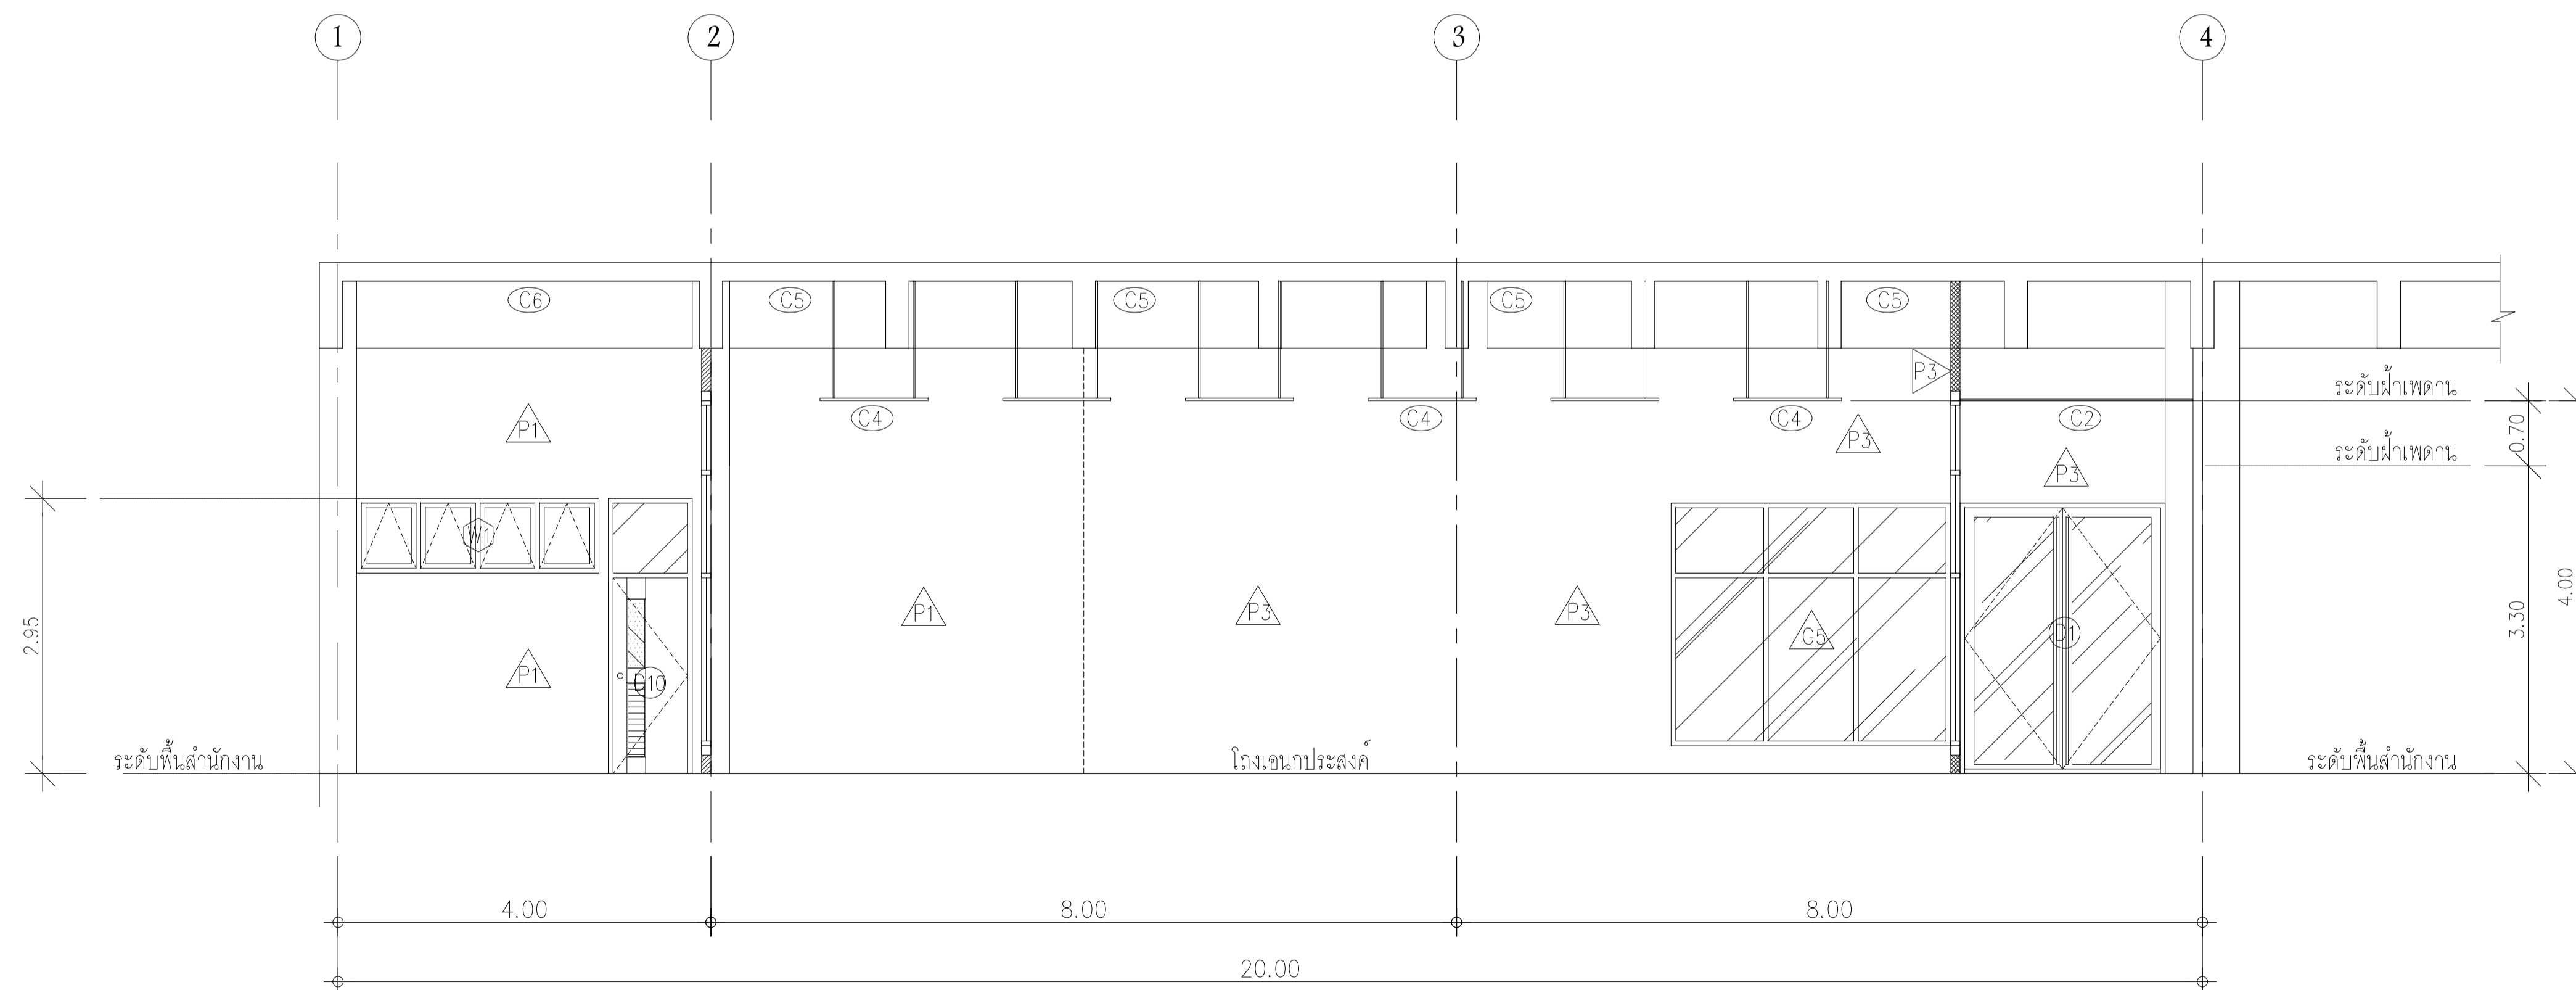 1
2
3
4
C6
C5
C5
C5
C5
P3
ระดับฝ้าเพดาน
C4
C4
C4
C2
P1
P3
0.70
ระดับฝ้าเพดาน
P3
W1
2.95
P1
P3
P3
G5
D1
3.30
4.00
P1
D10
ระดับพื้นสำนักงาน
โถงเอนกประสงค์
ระดับพื้นสำนักงาน
4.00
8.00
8.00
20.00